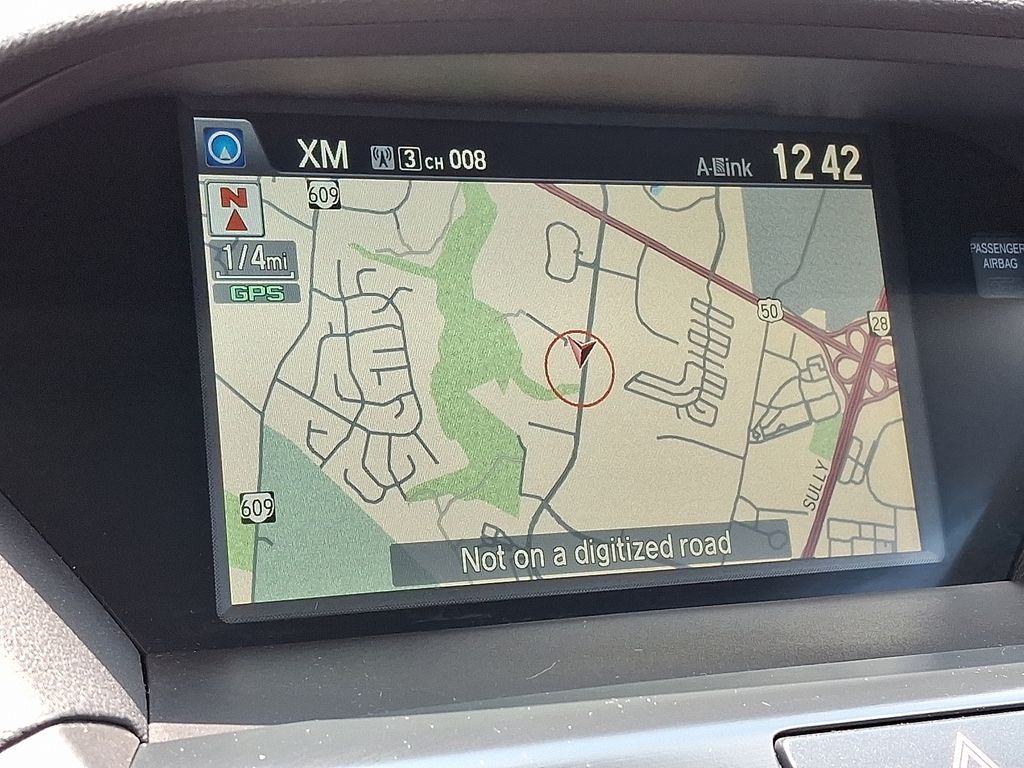 XM 3 CH 008 A-Link 12 42
N
609
1/4mi
GPS
50
28
PASSENGER
AIRBAG
SULLY
609
Not on a digitized road